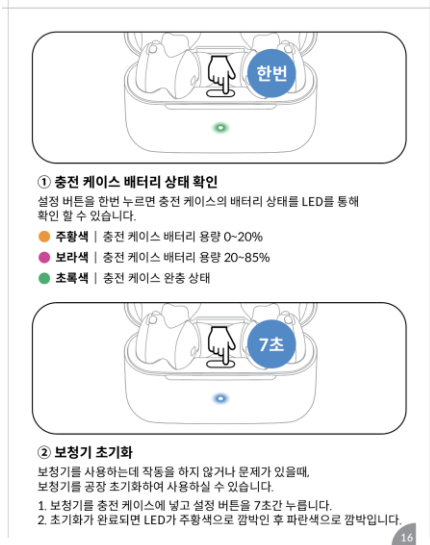 한번
① 충전 케이스 배터리 상태 확인
설정 버튼을 한번 누르면 충전 케이스의 배터리 상태를 LED를 통해
확인 할 수 있습니다.
주황색 | 충전 케이스 배터리 용량 0~20%
보라색 | 충전 케이스 배터리 용량 20~85%
초록색 | 충전 케이스 완충 상태
7초
② 보청기 초기화
보청기를 사용하는데 작동을 하지 않거나 문제가 있을때,
보청기를 공장 초기화하여 사용하실 수 있습니다.
1. 보청기를 충전 케이스에 넣고 설정 버튼을 7초간 누릅니다.
2. 초기화가 완료되면 LED가 주황색으로 깜박인 후 파란색으로 깜박입니다.
16